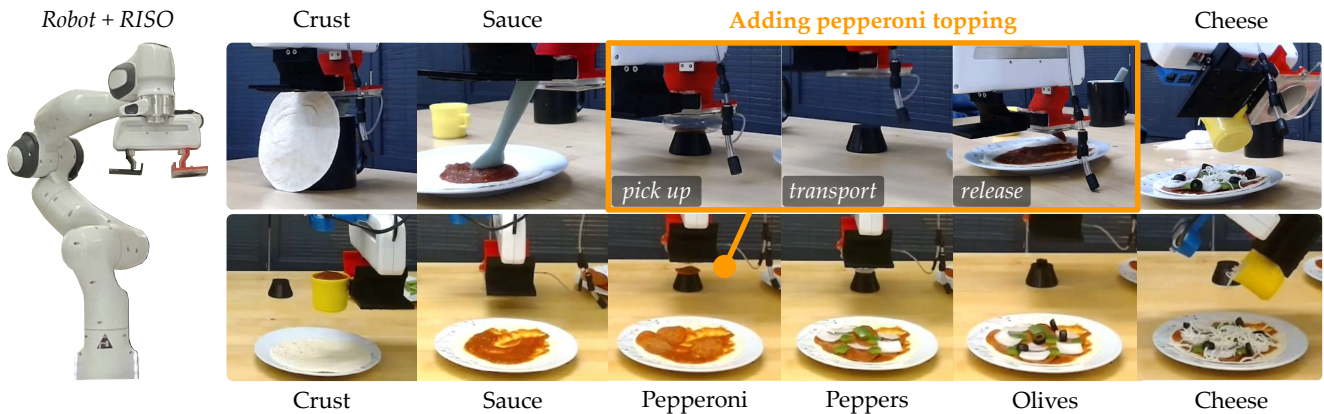 Robot + RISO
Crust
Sauce
Adding pepperoni topping
Cheese
pick up
transport
release
Crust
Sauce
Pepperoni
Peppers
Olives
Cheese